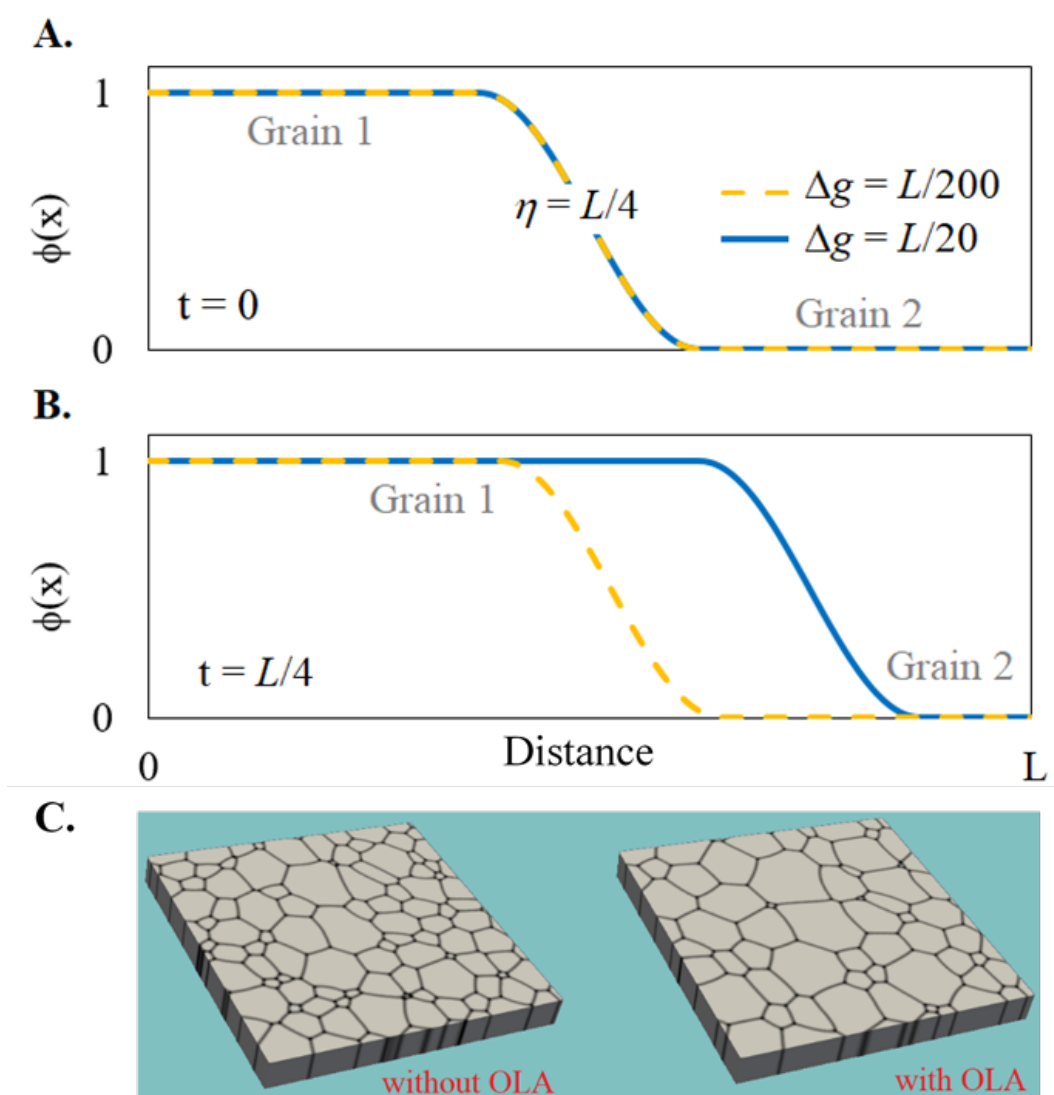 A.
1
Grain 1
η = L/4
Δg = L/200
Δg = L/20
ϕ(x)
t = 0
Grain 2
0
B.
1
Grain 1
ϕ(x)
t = L/4
Grain 2
0
0
Distance
L
C.
without OLA
with OLA